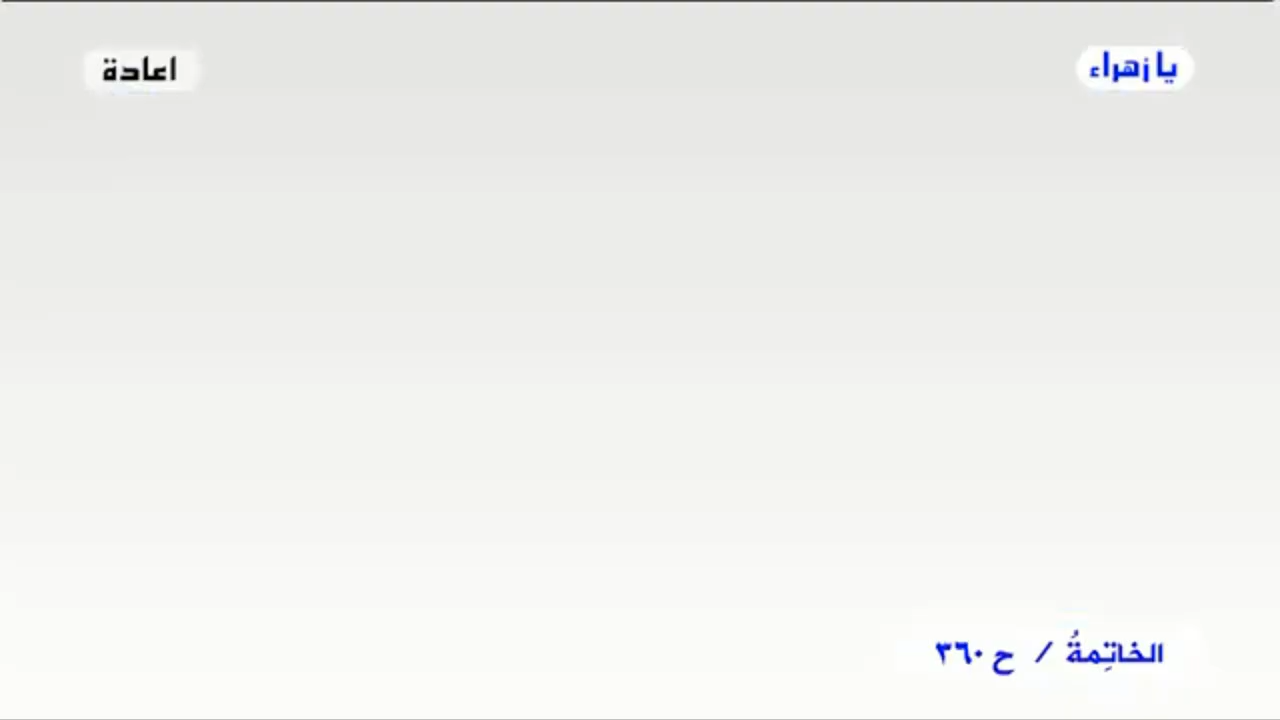 يا زهراء
اعادة
الخاتِمةُ / ح ٣٦٠